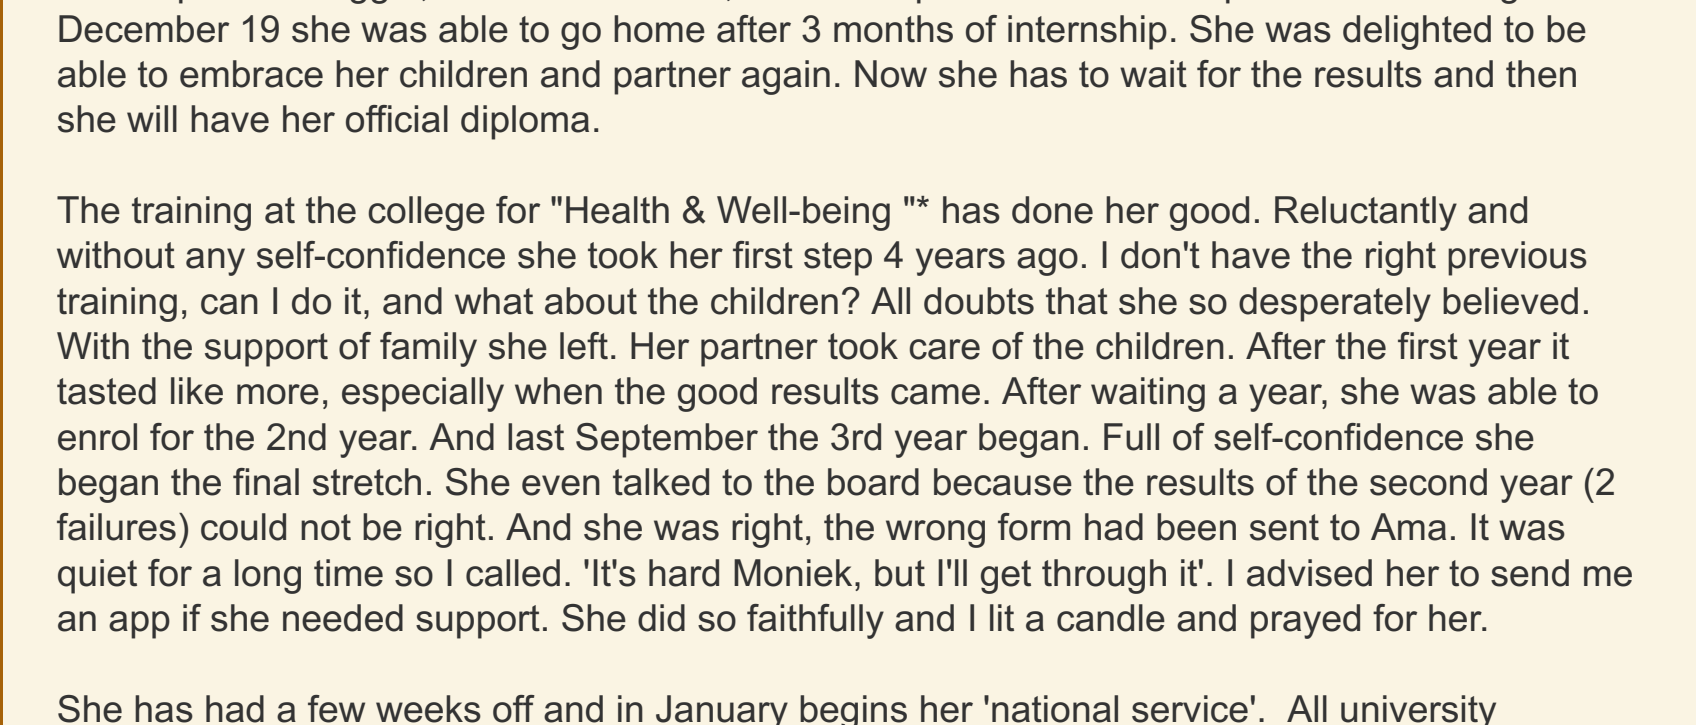 December 19 she was able to go home after 3 months of internship. She was delighted to be
able to embrace her children and partner again. Now she has to wait for the results and then
she will have her official diploma.
The training at the college for "Health & Well-being "* has done her good. Reluctantly and
without any self-confidence she took her first step 4 years ago. I don't have the right previous
training, can I do it, and what about the children? All doubts that she so desperately believed.
With the support of family she left. Her partner took care of the children. After the first year it
tasted like more, especially when the good results came. After waiting a year, she was able to
enrol for the 2nd year. And last September the 3rd year began. Full of self-confidence she
began the final stretch. She even talked to the board because the results of the second year (2
failures) could not be right. And she was right, the wrong form had been sent to Ama. It was
quiet for a long time so I called. 'It's hard Moniek, but I'll get through it'. I advised her to send me
an app if she needed support. She did so faithfully and I lit a candle and prayed for her.
She has had a few weeks off and in January begins her 'national service'.  All university